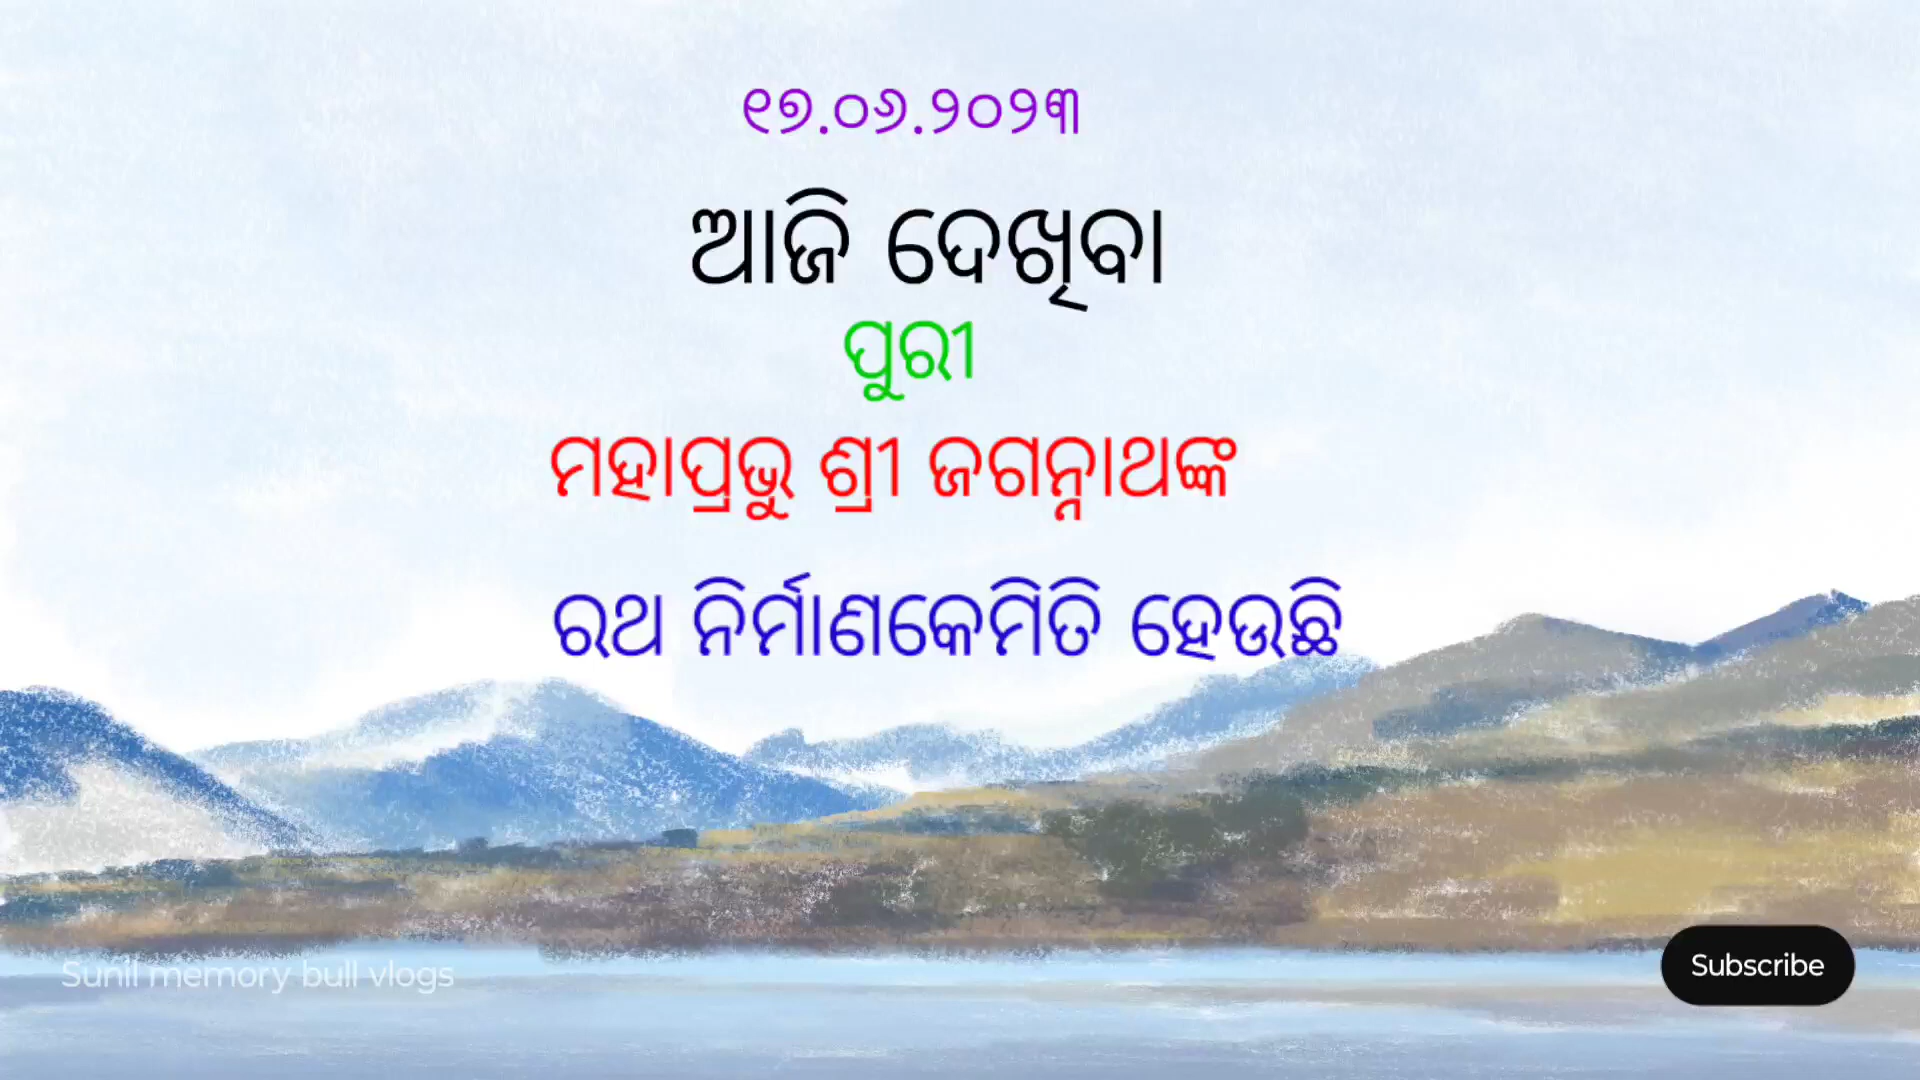 ୧୭.୦୬.୨୦୨୩
ଆଜି ଦେଖିବା
ପୁରୀ
ମହାପ୍ରଭୁ ଶ୍ରୀ ଜଗନ୍ନାଥଙ୍କ
ରଥ ନିର୍ମାଣକେମିତି ହେଉଛି
Sunil memory bull vlogs
Subscribe